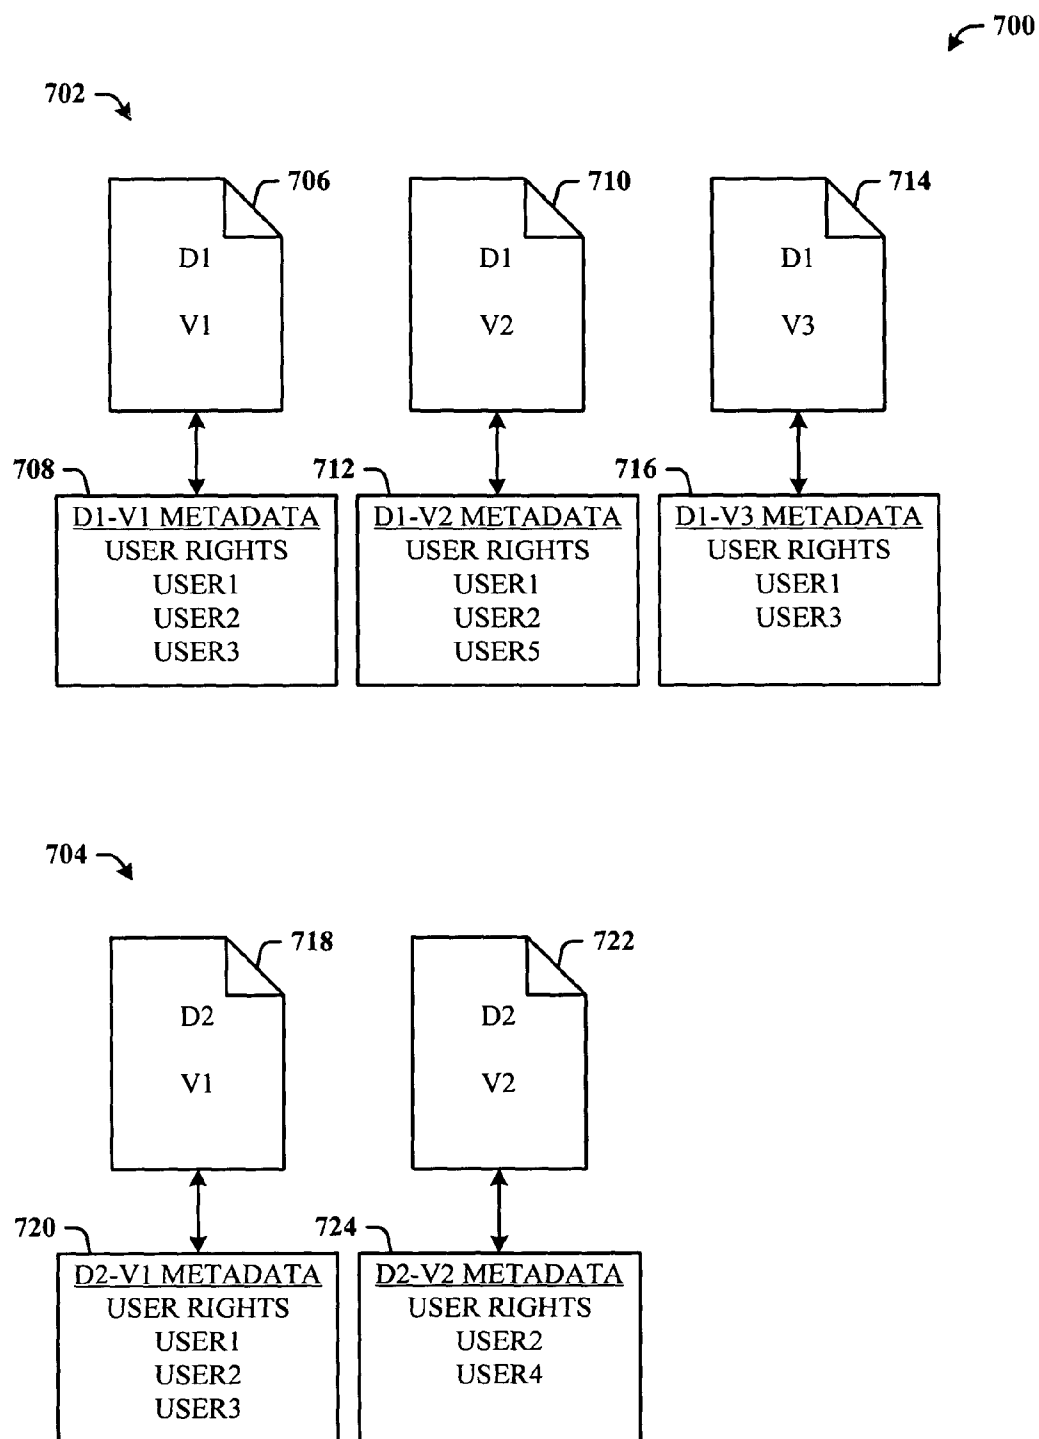 700
702
706
710
714
D1
V1
D1
V2
D1
V3
708
712
716
D1-V1 METADATA
USER RIGHTS
USER1
USER2
USER3
D1-V2 METADATA
USER RIGHTS
USER1
USER2
USER5
D1-V3 METADATA
USER RIGHTS
USER1
USER3
704
718
722
D2
V1
D2
V2
720
724
D2-V1 METADATA
USER RIGHTS
USER1
USER2
USER3
D2-V2 METADATA
USER RIGHTS
USER2
USER4